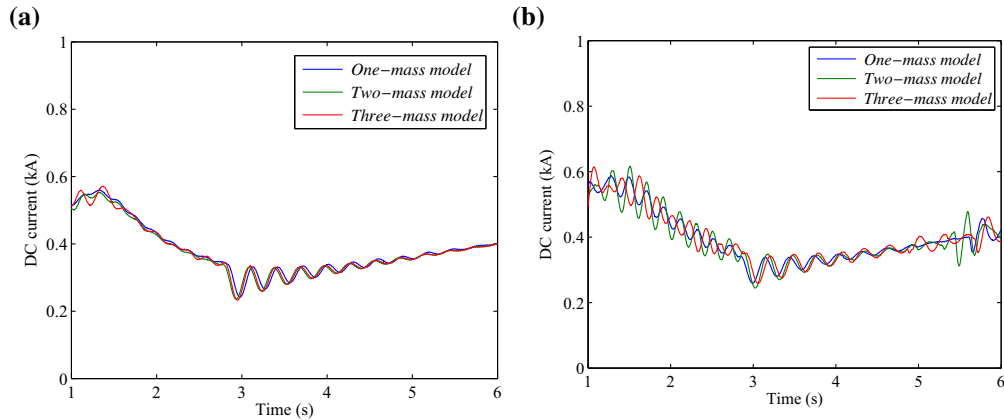 (a)
1
0.8
0.6
0.4
0.2
0
DC current (kA)
One−mass model
Two−mass model
Three−mass model
1 2 3 4 5 6
Time (s)
(b)
1
0.8
0.6
0.4
0.2
0
DC current (kA)
One−mass model
Two−mass model
Three−mass model
1 2 3 4 5 6
Time (s)